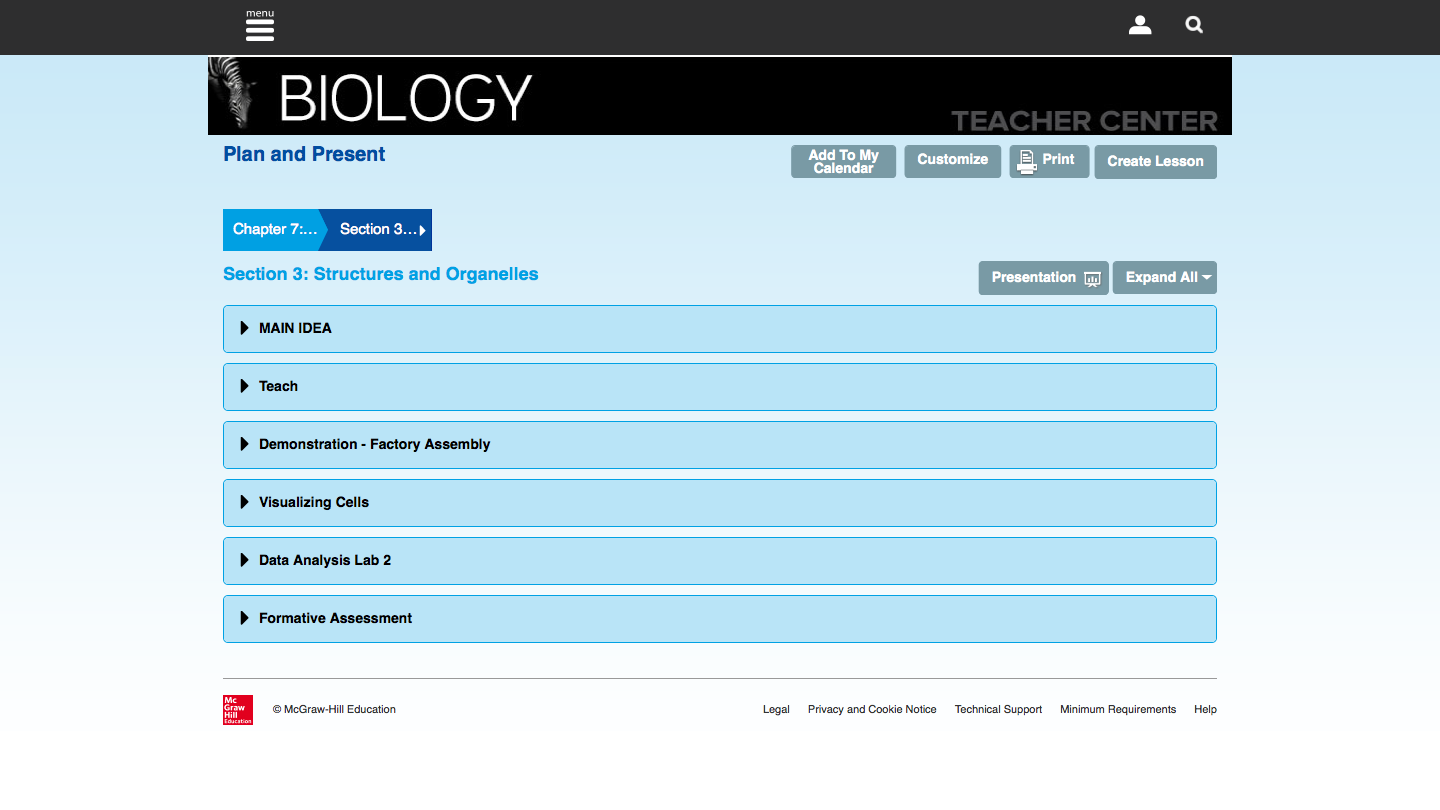 menu
BIOLOGY
TEACHER CENTER
Plan and Present
Add To My
Calendar
Customize
Print
Create Lesson
Chapter 7:...
Section 3...
Section 3: Structures and Organelles
Presentation
Expand All
MAIN IDEA
Teach
Demonstration - Factory Assembly
Visualizing Cells
Data Analysis Lab 2
Formative Assessment
Mc
Graw
Hill
Education
© McGraw-Hill Education
Legal
Privacy and Cookie Notice
Technical Support
Minimum Requirements
Help